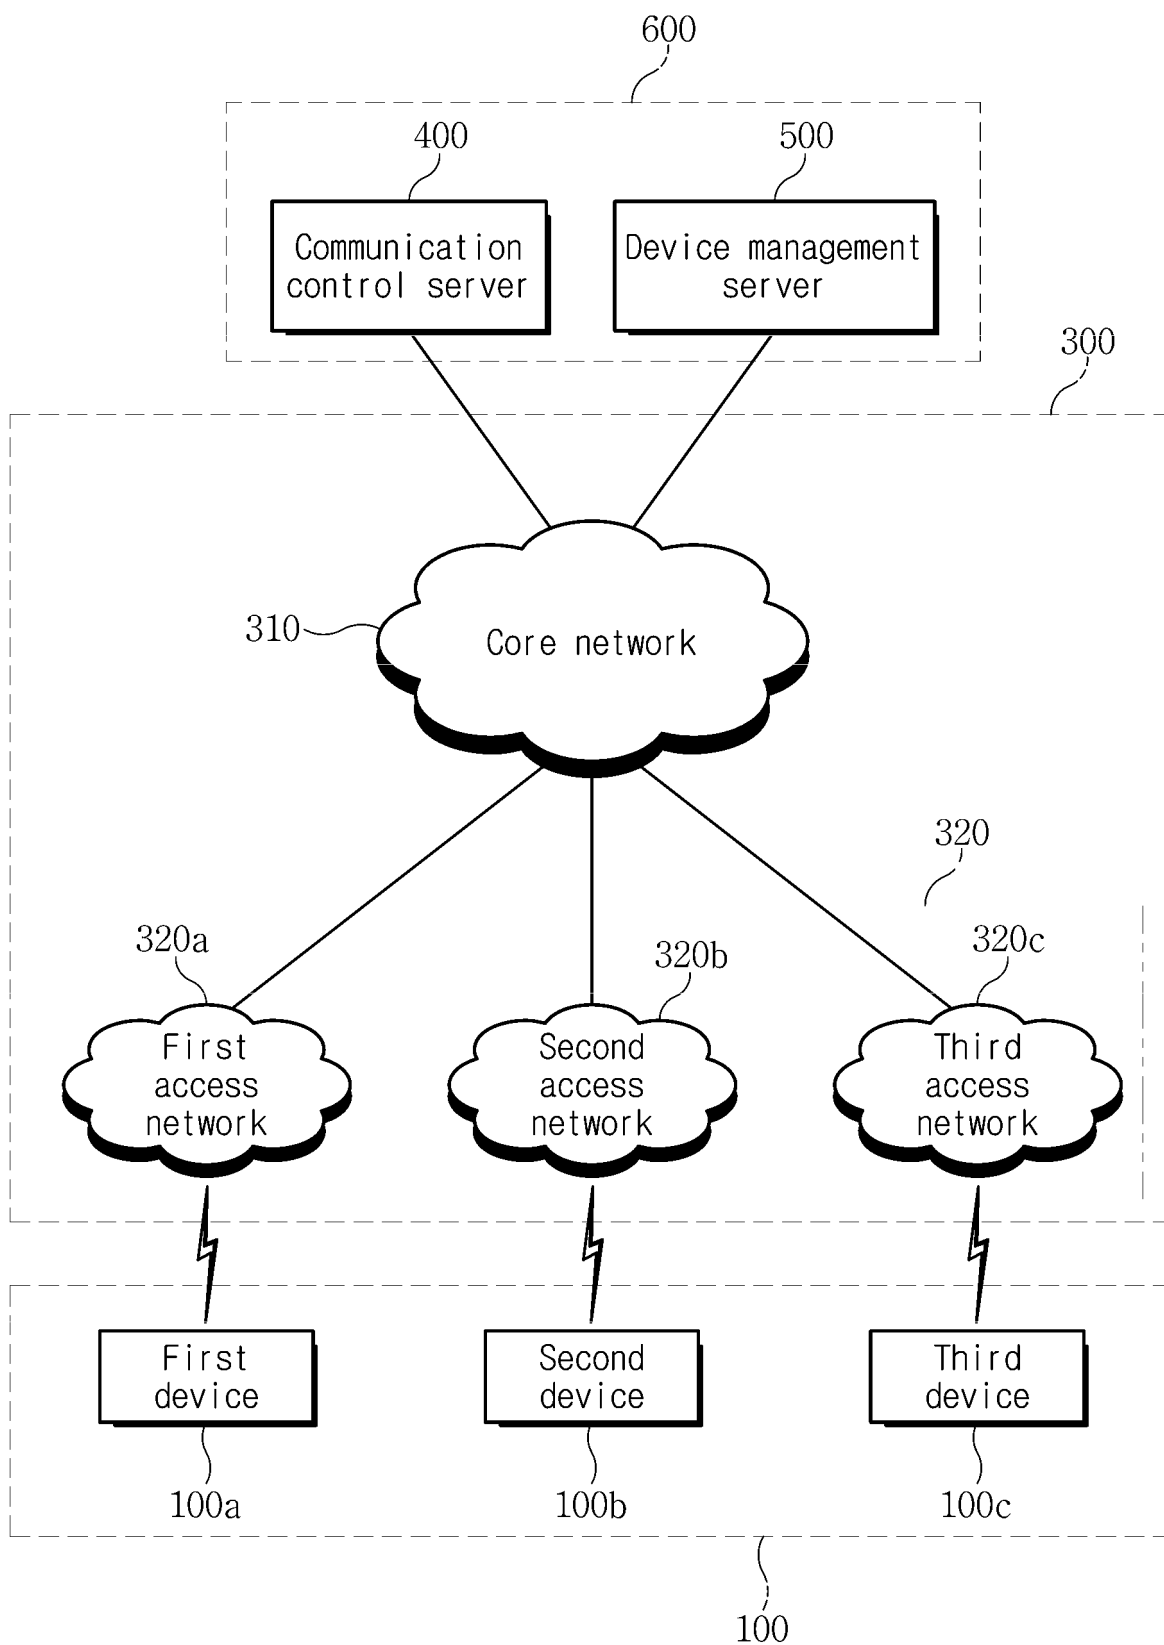 600
400
500
Communication
control server
Device management
server
300
310
Core network
320
320a
320b
320c
First
access
network
Second
access
network
Third
access
network
First
device
Second
device
Third
device
100a
100b
100c
100